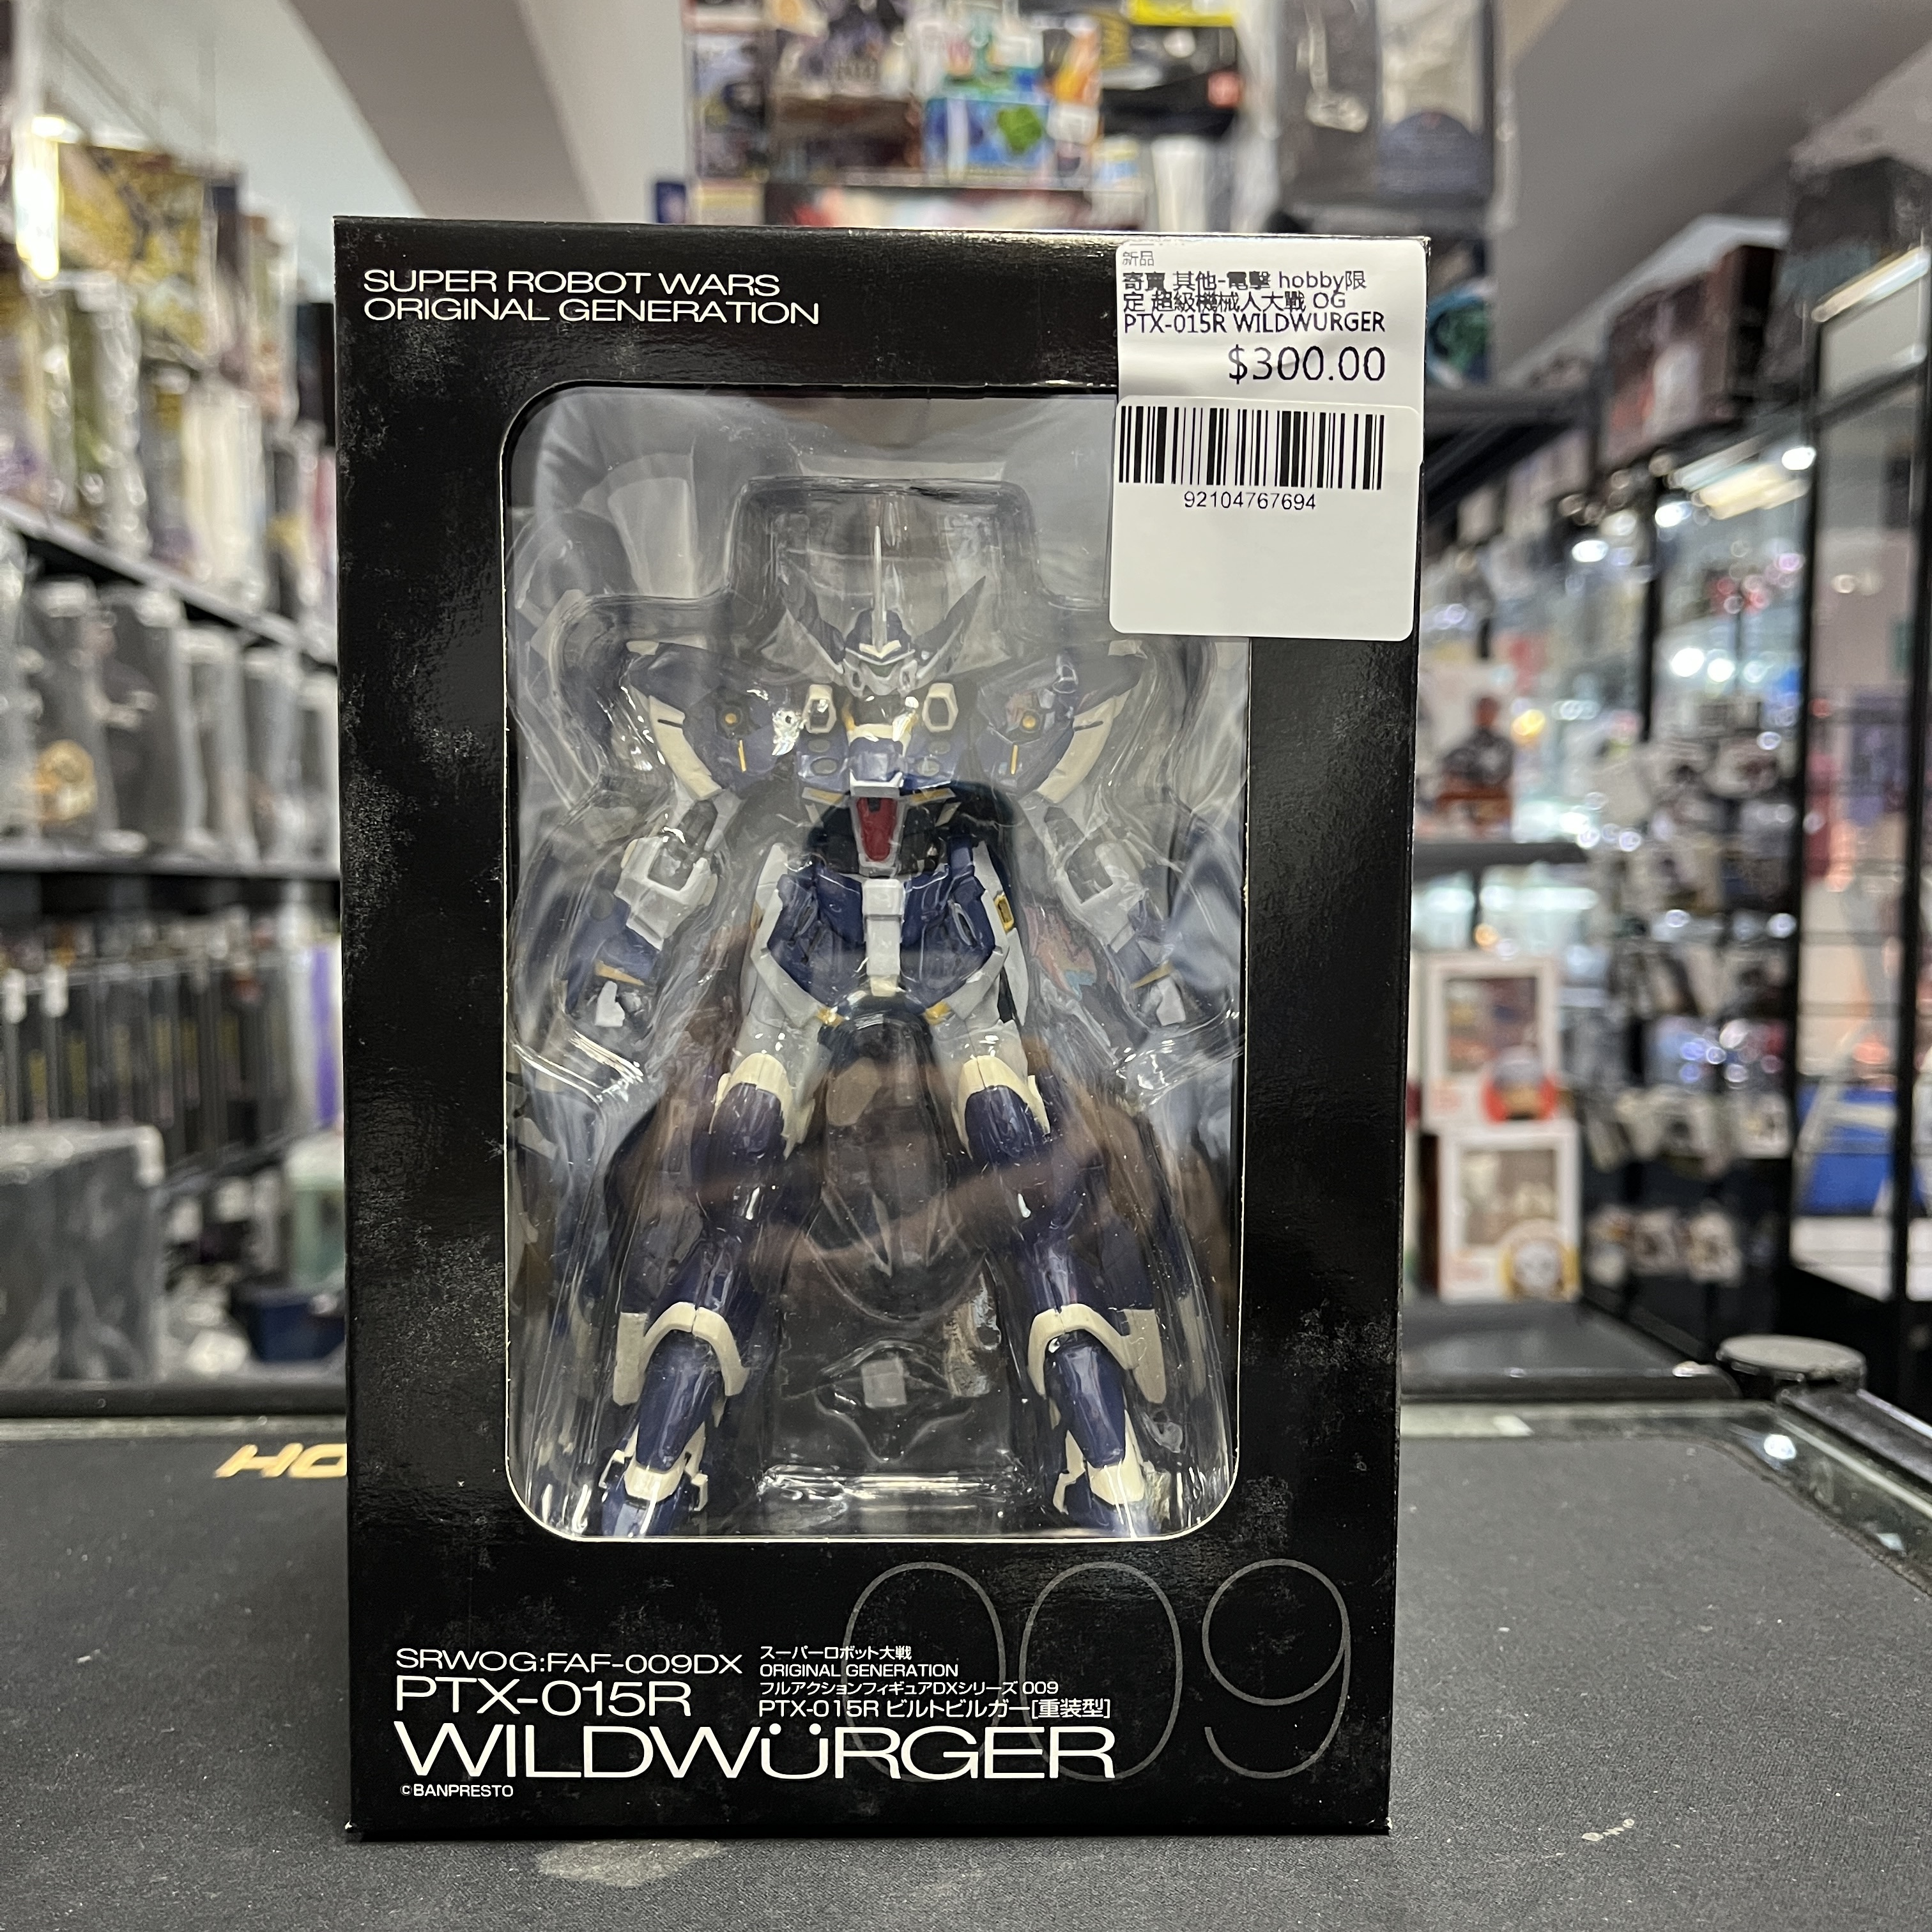 SUPER ROBOT WARS
ORIGINAL GENERATION
新品
寄賣 其他-電擊 hobby限
定 超級機械人大戰 OG
PTX-015R WILDWURGER
$300.00
92104767694
009
SRWOG:FAF-009DX
PTX-015R
スーパーロボット大戦
ORIGINAL GENERATION
フルアクションフィギュアDXシリーズ 009
PTX-015R ビルトビルガー[重装型]
WILDWÜRGER
©BANPRESTO
HO